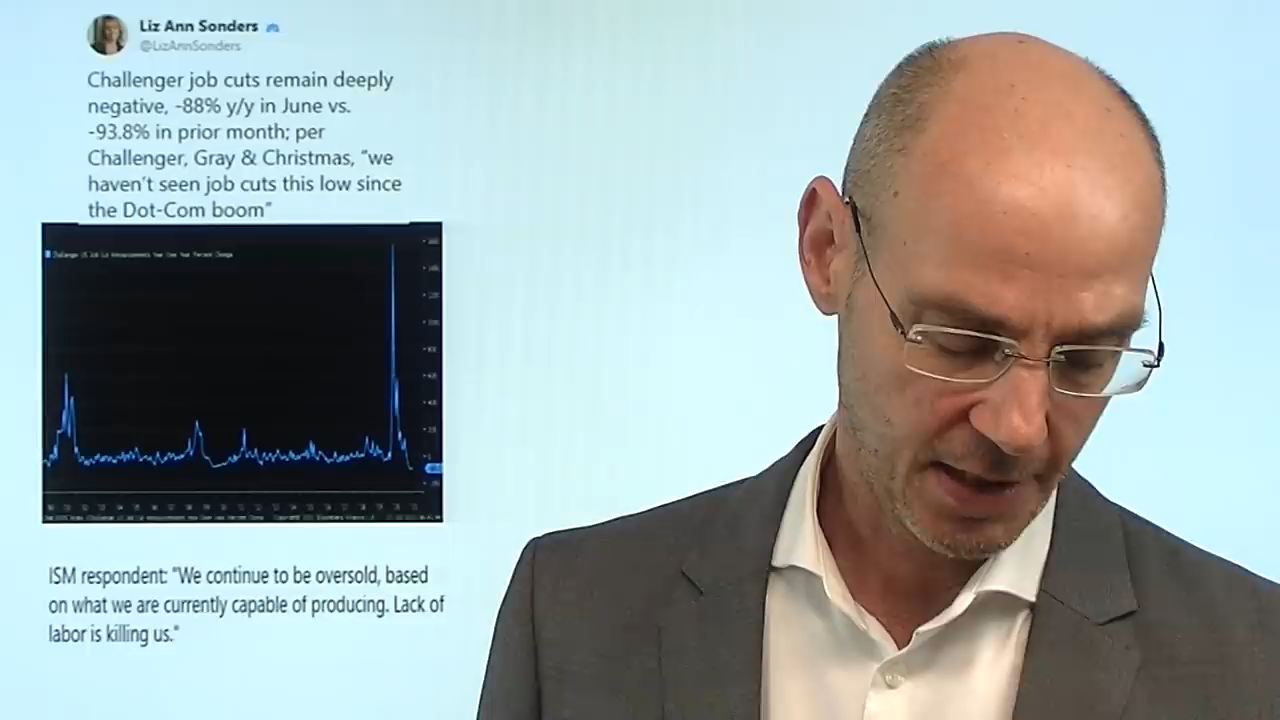 Liz Ann Sonders
@LizAnnSonders
Challenger job cuts remain deeply
negative, -88% y/y in June vs.
-93.8% in prior month; per
Challenger, Gray & Christmas, “we
haven’t seen job cuts this low since
the Dot-Com boom”
ISM respondent: "We continue to be oversold, based
on what we are currently capable of producing. Lack of
labor is killing us."